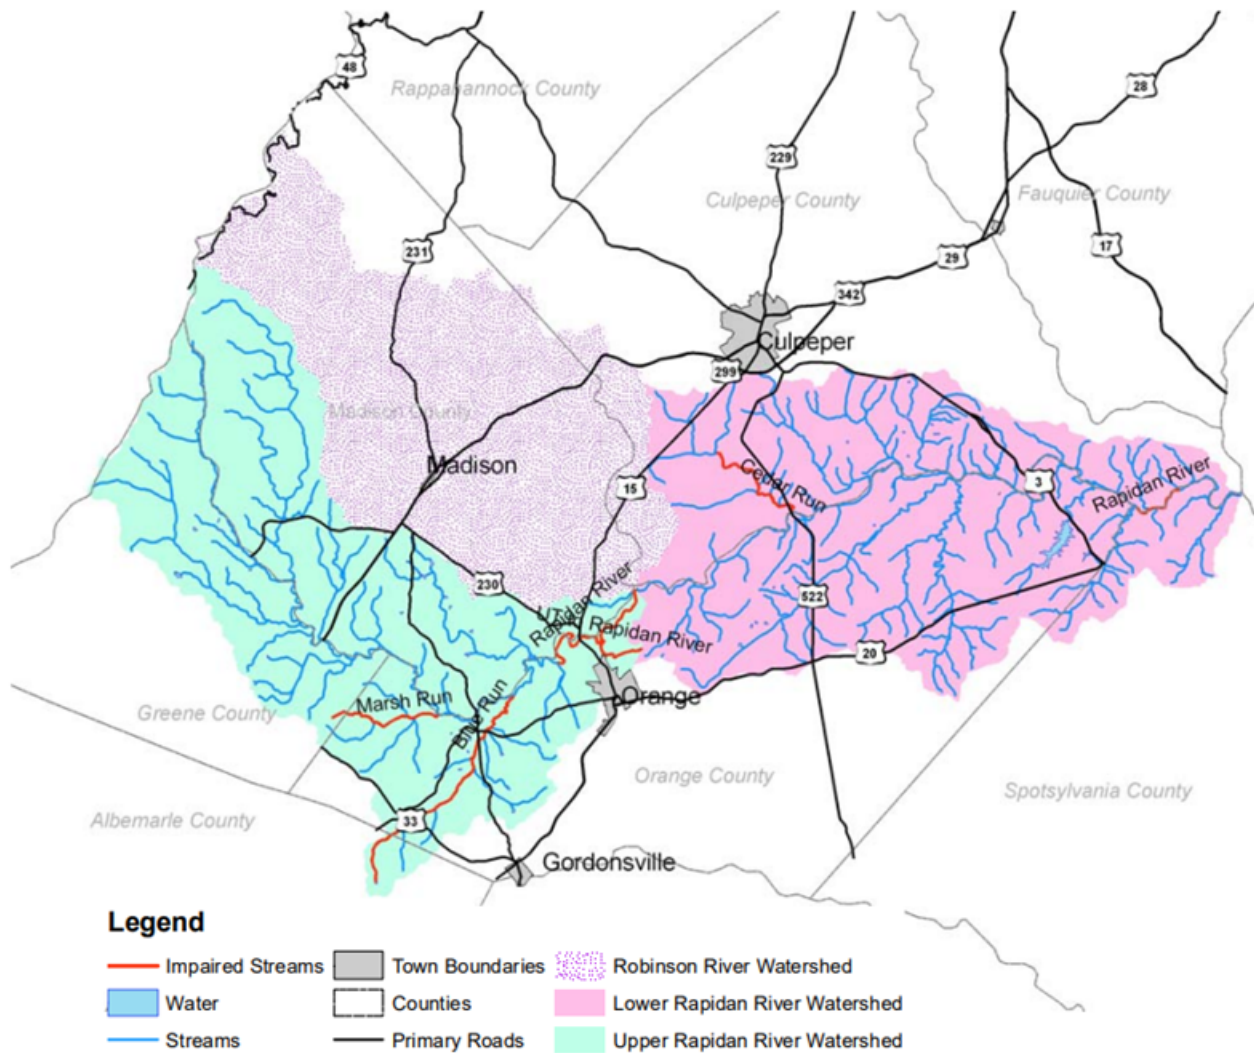 48
28
Rappahannock County
229
Culpeper County
Fauquier County
231
17
29
342
Culpeper
299
Madison County
Madison
15
Cedar Run
3
Rapidan River
230
522
UT
Rapidan River
Rapidan River
20
Orange
Marsh Run
Blue Run
Greene County
Orange County
Spotsylvania County
Albemarle County
33
Gordonsville
Legend
Impaired Streams
Town Boundaries
Robinson River Watershed
Water
Counties
Lower Rapidan River Watershed
Streams
Primary Roads
Upper Rapidan River Watershed